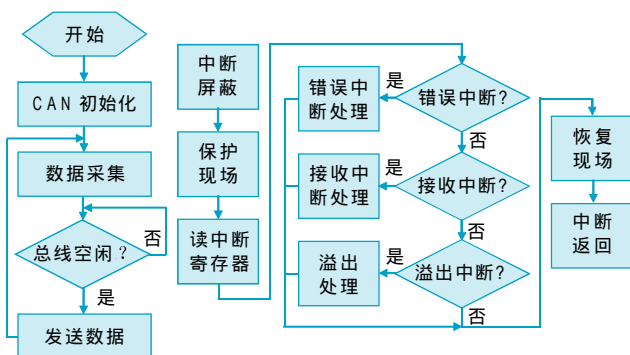 开始
CAN 初始化
数据采集
总线空闲?
否
是
发送数据
中断
屏蔽
保护
现场
读中断
寄存器
错误中断?
是
错误中
断处理
否
接收中断?
是
接收中
断处理
否
溢出中断?
是
溢出
处理
否
恢复
现场
中断
返回